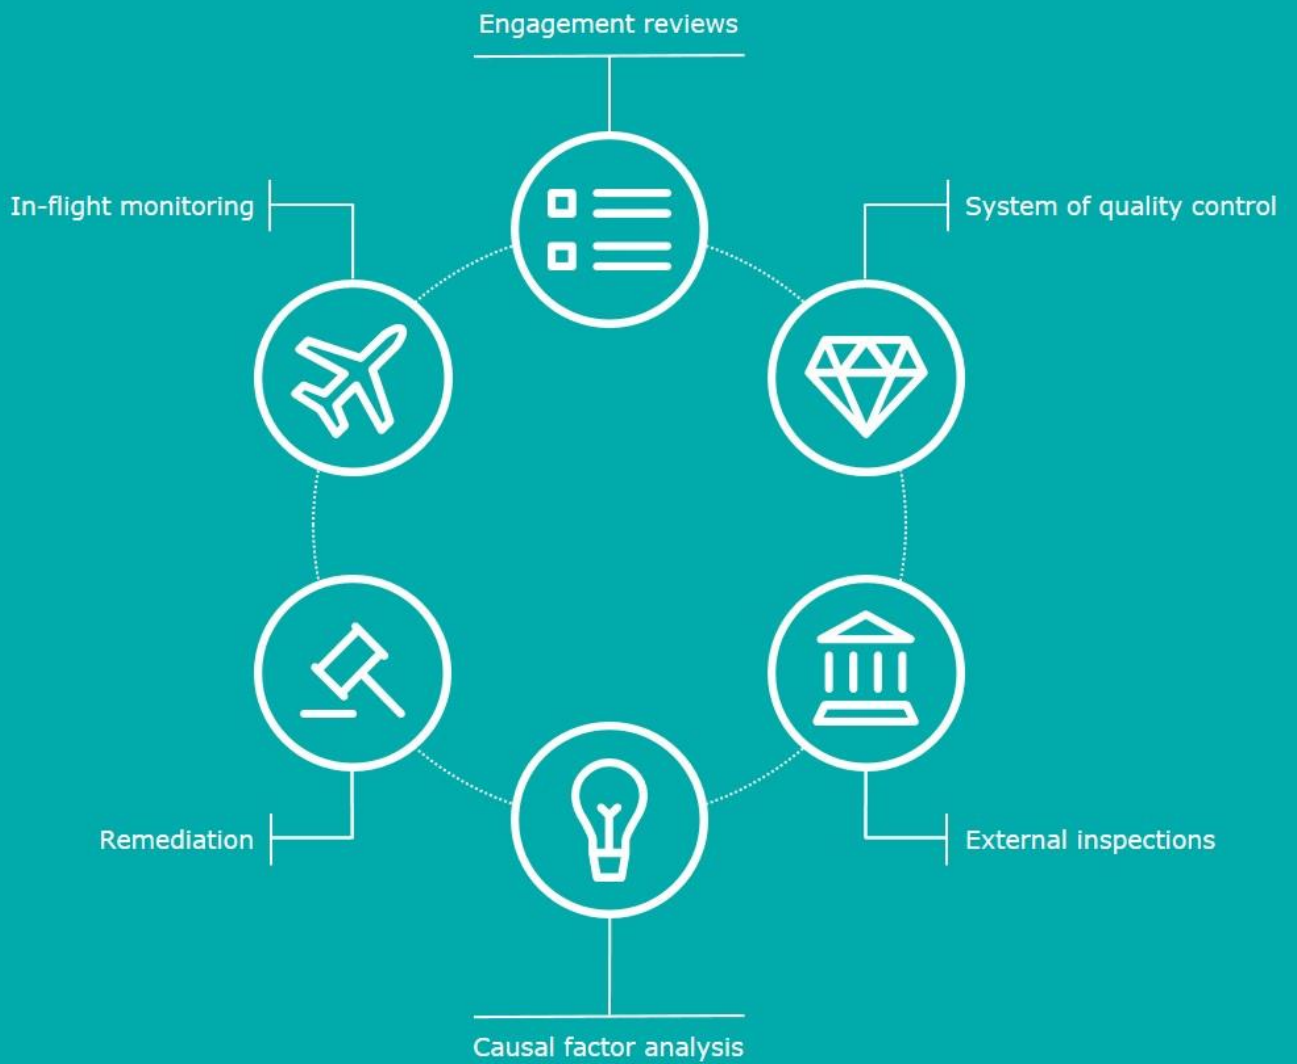 Engagement reviews
In-flight monitoring
System of quality control
Remediation
External inspections
Causal factor analysis